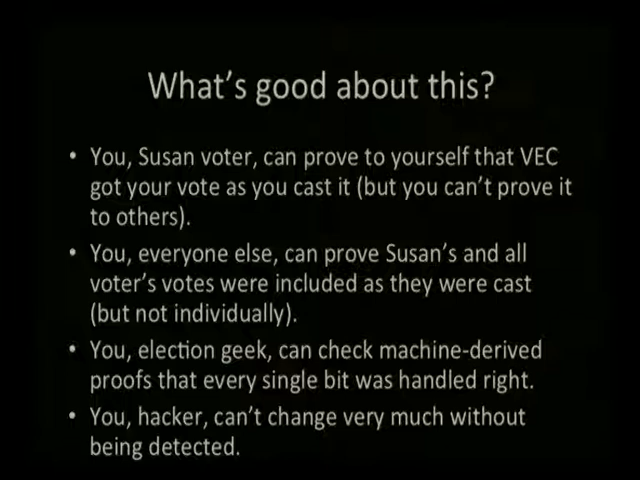 What's good about this?
• You, Susan voter, can prove to yourself that VEC
got your vote as you cast it (but you can't prove it
to others).
• You, everyone else, can prove Susan's and all
voter's votes were included as they were cast
(but not individually).
• You, election geek, can check machine-derived
proofs that every single bit was handled right.
• You, hacker, can't change very much without
being detected.